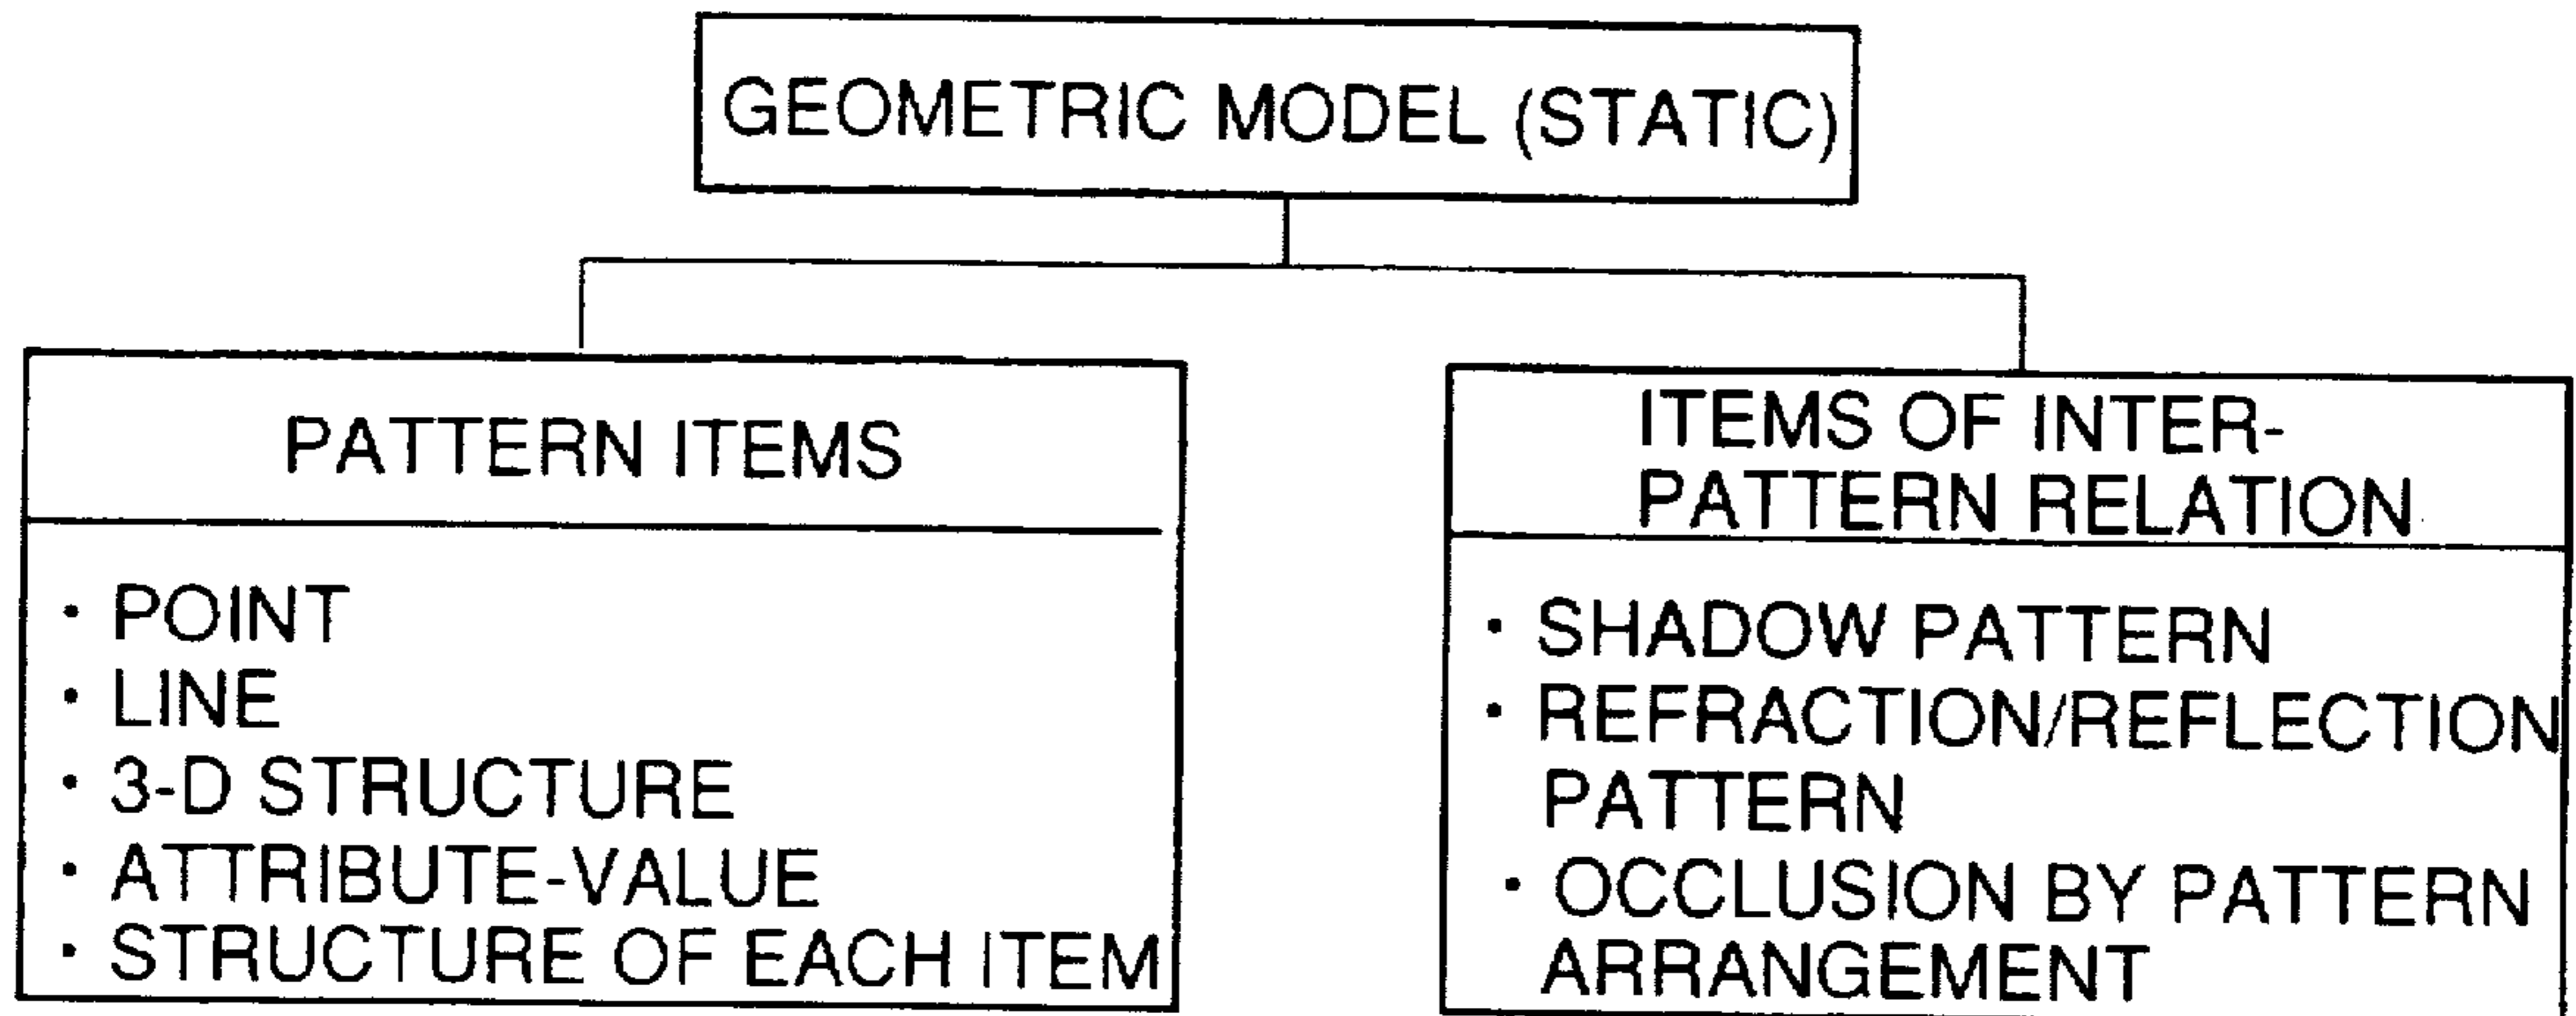 GEOMETRIC MODEL (STATIC)
PATTERN ITEMS
· POINT
· LINE
· 3-D STRUCTURE
· ATTRIBUTE-VALUE
· STRUCTURE OF EACH ITEM
ITEMS OF INTER-
PATTERN RELATION
· SHADOW PATTERN
· REFRACTION/REFLECTION
PATTERN
· OCCLUSION BY PATTERN
ARRANGEMENT